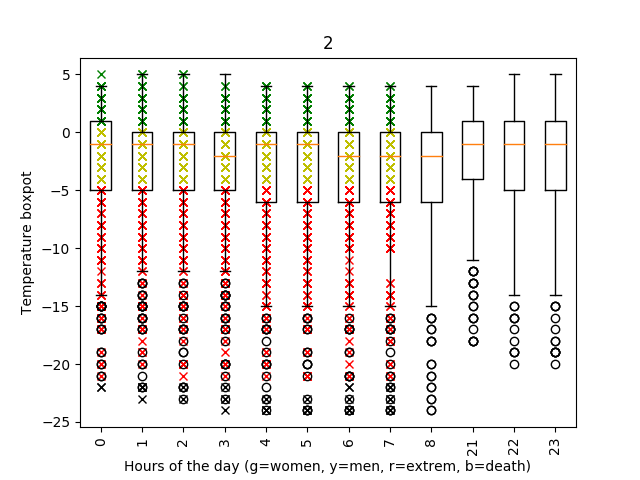 2
Temperature boxpot
5
0
−5
−10
−15
−20
−25
0 1 2 3 4 5 6 7 8 21 22 23
Hours of the day (g=women, y=men, r=extrem, b=death)